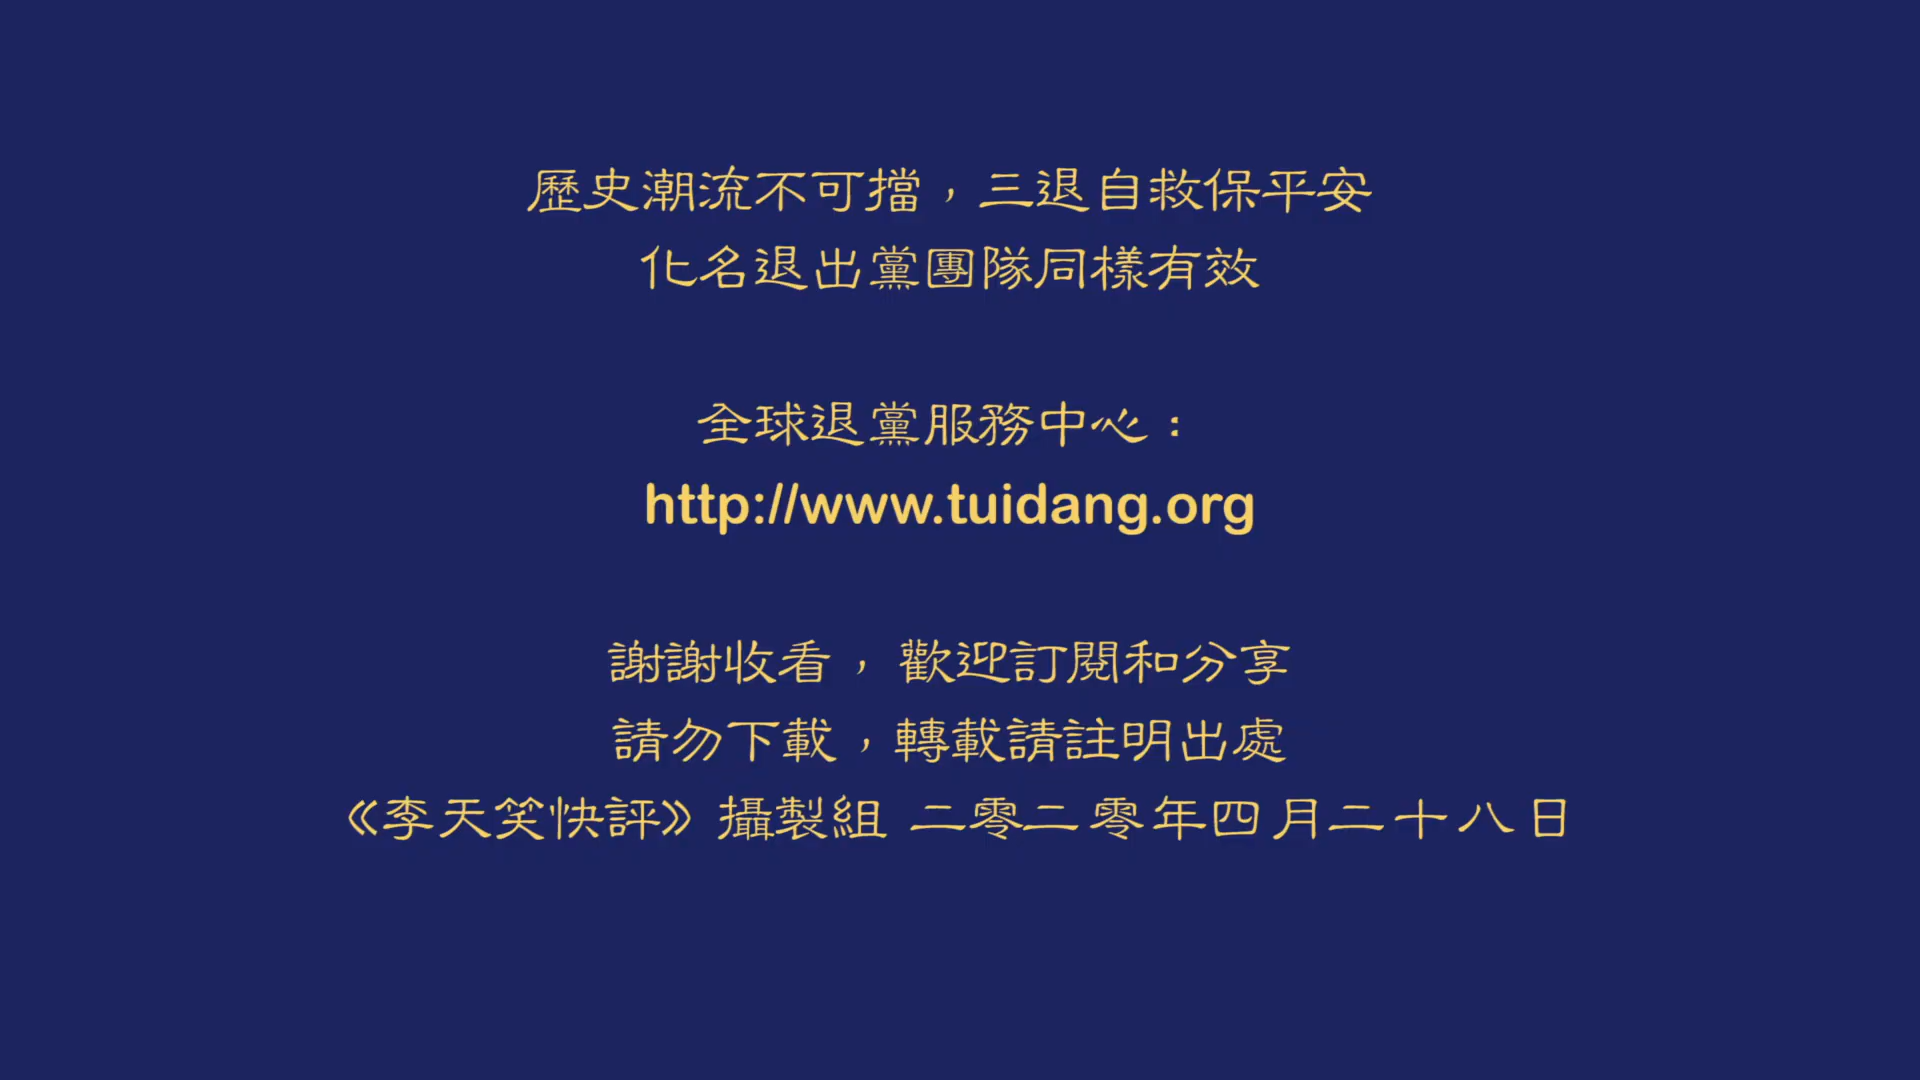 歷史潮流不可擋，三退自救保平安
化名退出黨團隊同樣有效
全球退黨服務中心：
http://www.tuidang.org
謝謝收看， 歡迎訂閱和分享
請勿下載，轉載請註明出處
《李天笑快評》攝製組 二零二零年四月二十八日